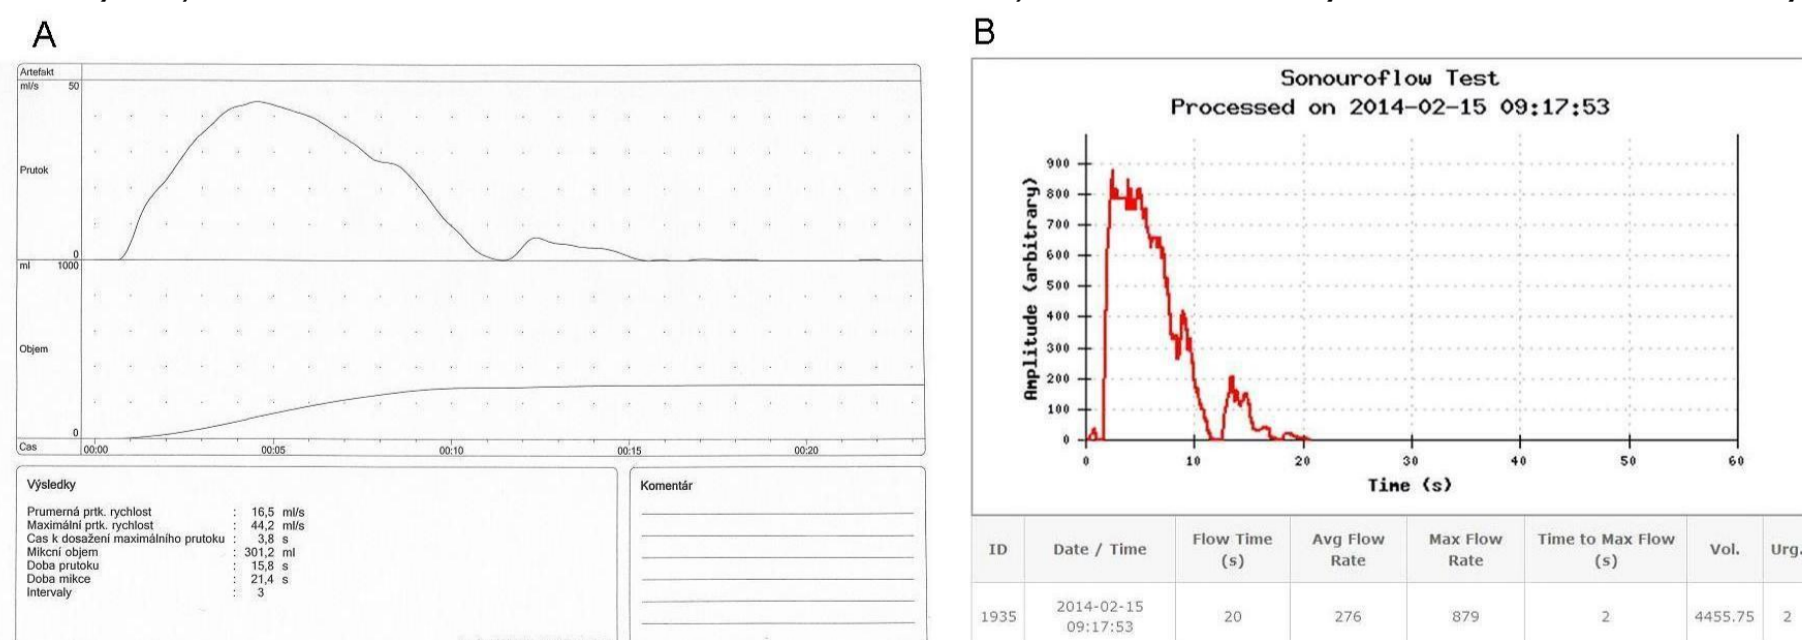 A
Artefakt
ml/s 50
Prutok
0
ml 1000
Objem
0
Cas 00:00 00:05 00:10 00:15 00:20
Výsledky
Prumerná prtk. rychlost : 16,5 ml/s
Maximální prtk. rychlost : 44,2 ml/s
Cas k dosažení maximálního prutoku : 3,8 s
Mikcní objem : 301,2 ml
Doba prutoku : 15,8 s
Doba mikce : 21,4 s
Intervaly : 3
Komentár
B
Sonouroflow Test
Processed on 2014-02-15 09:17:53
Amplitude (arbitrary)
900
800
700
600
500
400
300
200
100
0
0 10 20 30 40 50 60
Time (s)
ID Date / Time Flow Time (s) Avg Flow Rate Max Flow Rate Time to Max Flow (s) Vol. Urg.
1935 2014-02-15 09:17:53 20 276 879 2 4455.75 2